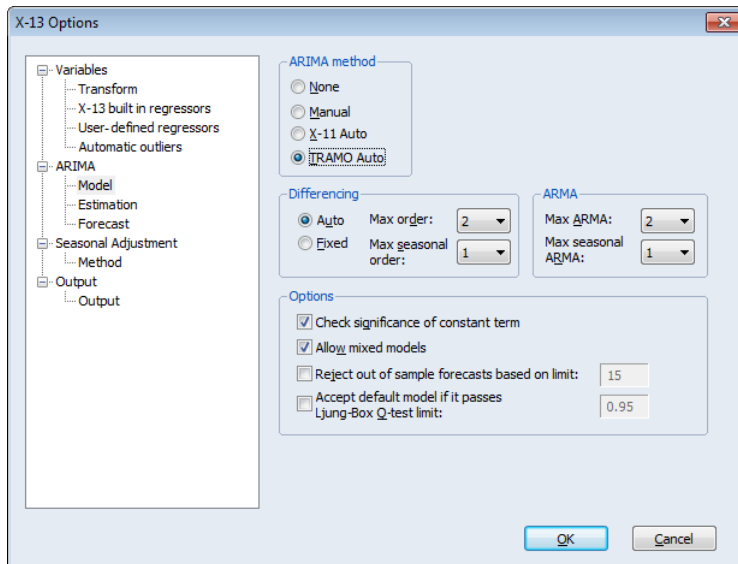 X-13 Options
Variables
Transform
X-13 built in regressors
User-defined regressors
Automatic outliers
ARIMA
Model
Estimation
Forecast
Seasonal Adjustment
Method
Output
Output
ARIMA method
None
Manual
X-11 Auto
TRAMO Auto
Differencing
Auto
Fixed
Max order:
2
Max seasonal
order:
1
ARMA
Max ARMA:
2
Max seasonal
ARMA:
1
Options
Check significance of constant term
Allow mixed models
Reject out of sample forecasts based on limit:
15
Accept default model if it passes
Ljung-Box Q-test limit:
0.95
OK
Cancel